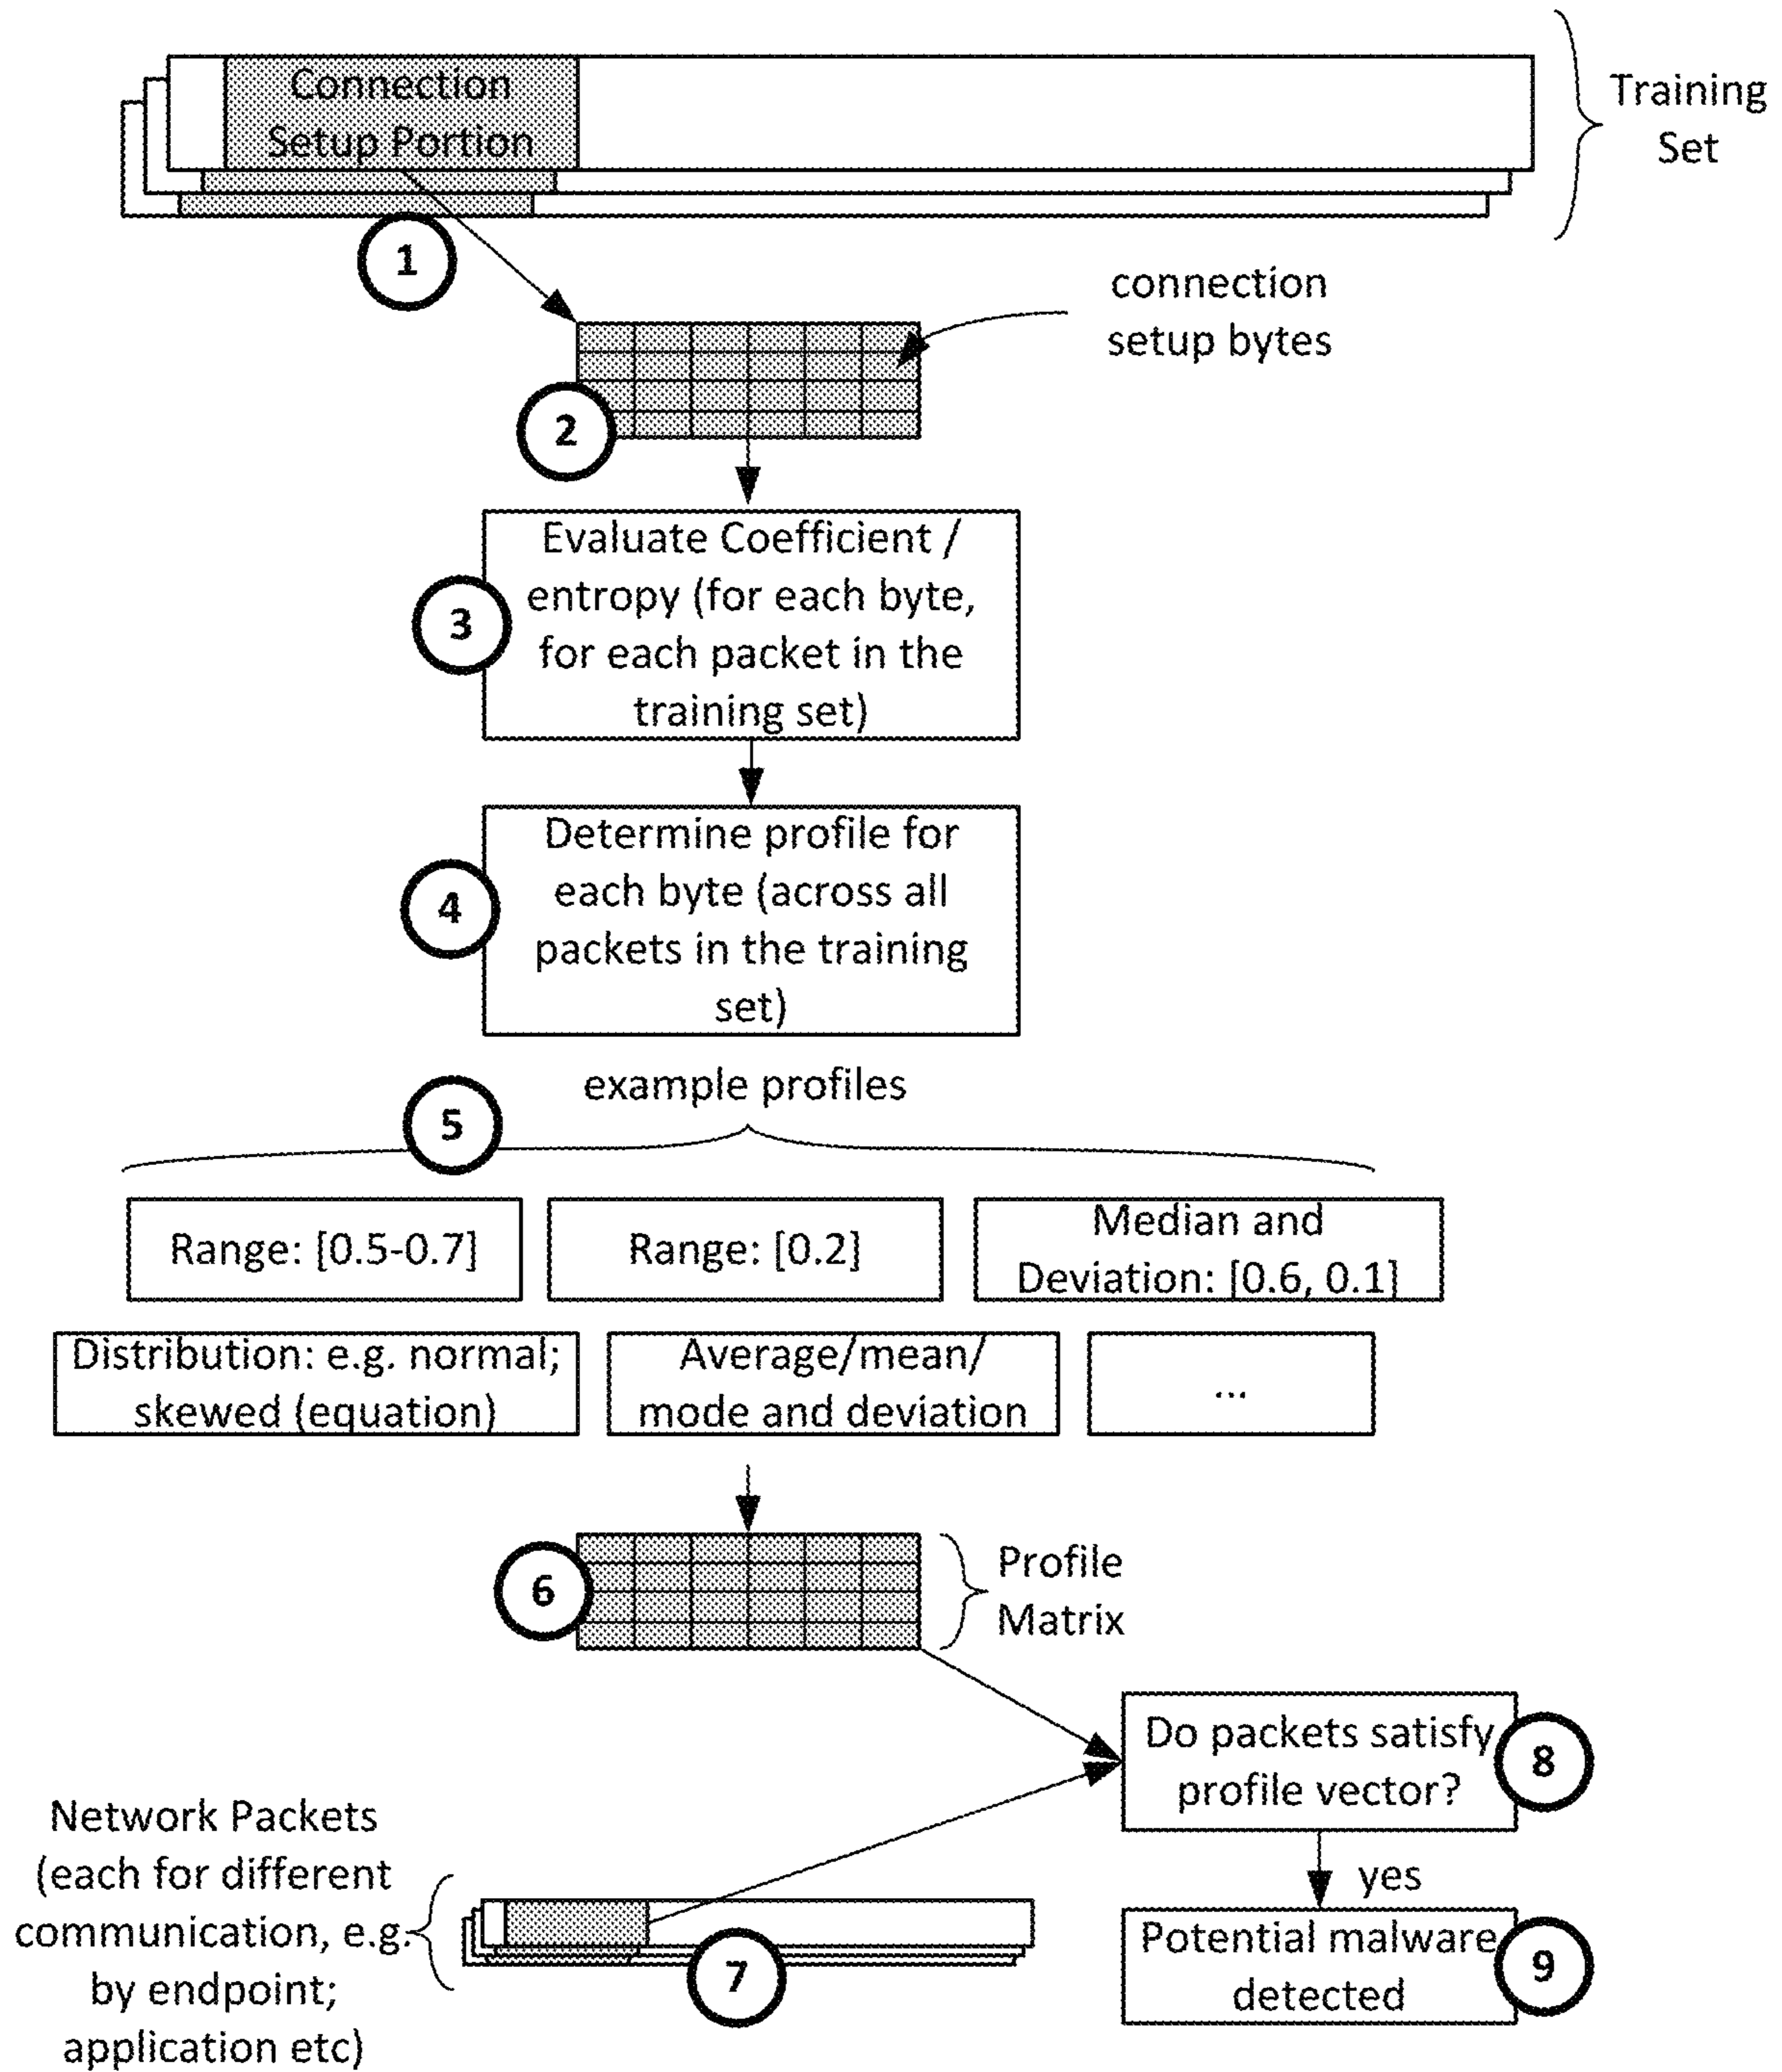 Connection
Setup Portion
Training
Set
1
connection
setup bytes
2
Evaluate Coefficient /
entropy (for each byte,
for each packet in the
training set)
3
Determine profile for
each byte (across all
packets in the training
set)
4
example profiles
5
Range: [0.5-0.7]
Range: [0.2]
Median and
Deviation: [0.6, 0.1]
Distribution: e.g. normal;
skewed (equation)
Average/mean/
mode and deviation
...
6
Profile
Matrix
Do packets satisfy
profile vector?
8
Network Packets
(each for different
communication, e.g.
by endpoint;
application etc)
7
yes
Potential malware
detected
9